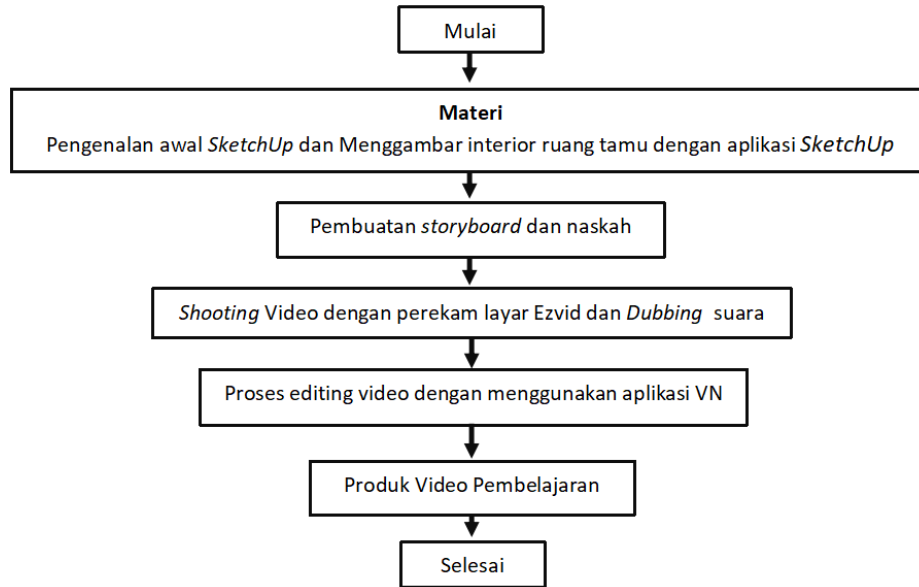 Mulai
Materi
Pengenalan awal SketchUp dan Menggambar interior ruang tamu dengan aplikasi SketchUp
Pembuatan storyboard dan naskah
Shooting Video dengan perekam layar Ezvid dan Dubbing suara
Proses editing video dengan menggunakan aplikasi VN
Produk Video Pembelajaran
Selesai